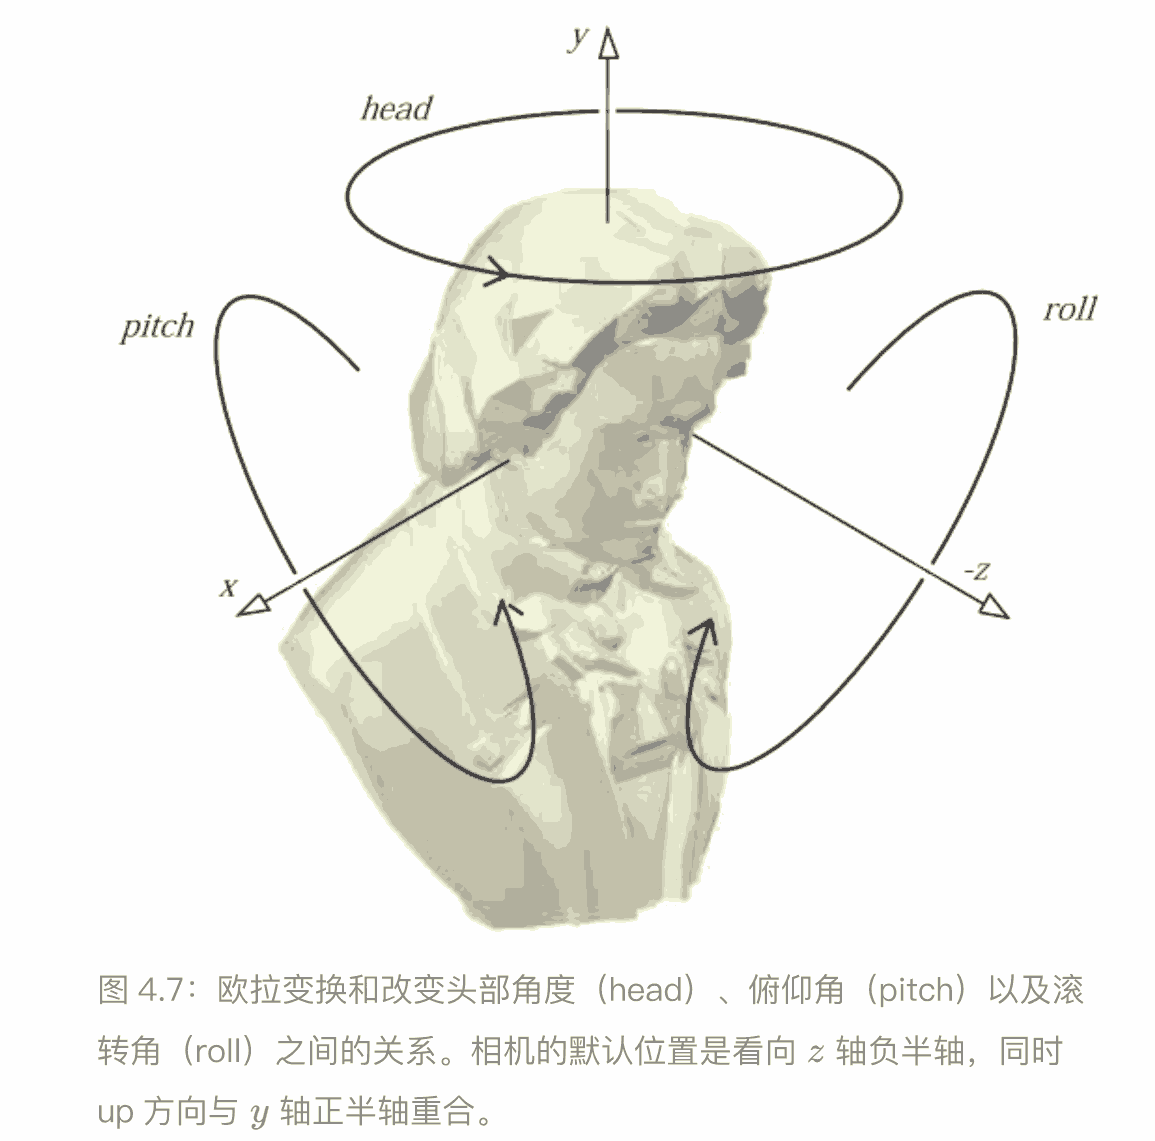 y
head
pitch
roll
x
-z
图 4.7：欧拉变换和改变头部角度（head）、俯仰角（pitch）以及滚
转角（roll）之间的关系。相机的默认位置是看向 z 轴负半轴，同时
up 方向与 y 轴正半轴重合。